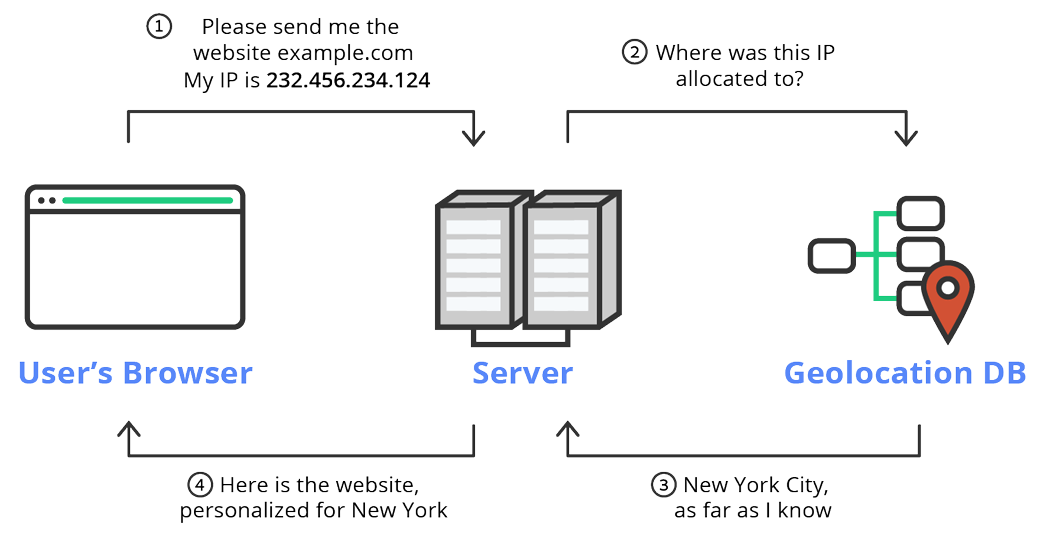 ① Please send me the
website example.com
My IP is 232.456.234.124
② Where was this IP
allocated to?
User's Browser
Server
Geolocation DB
④ Here is the website,
personalized for New York
③ New York City,
as far as I know